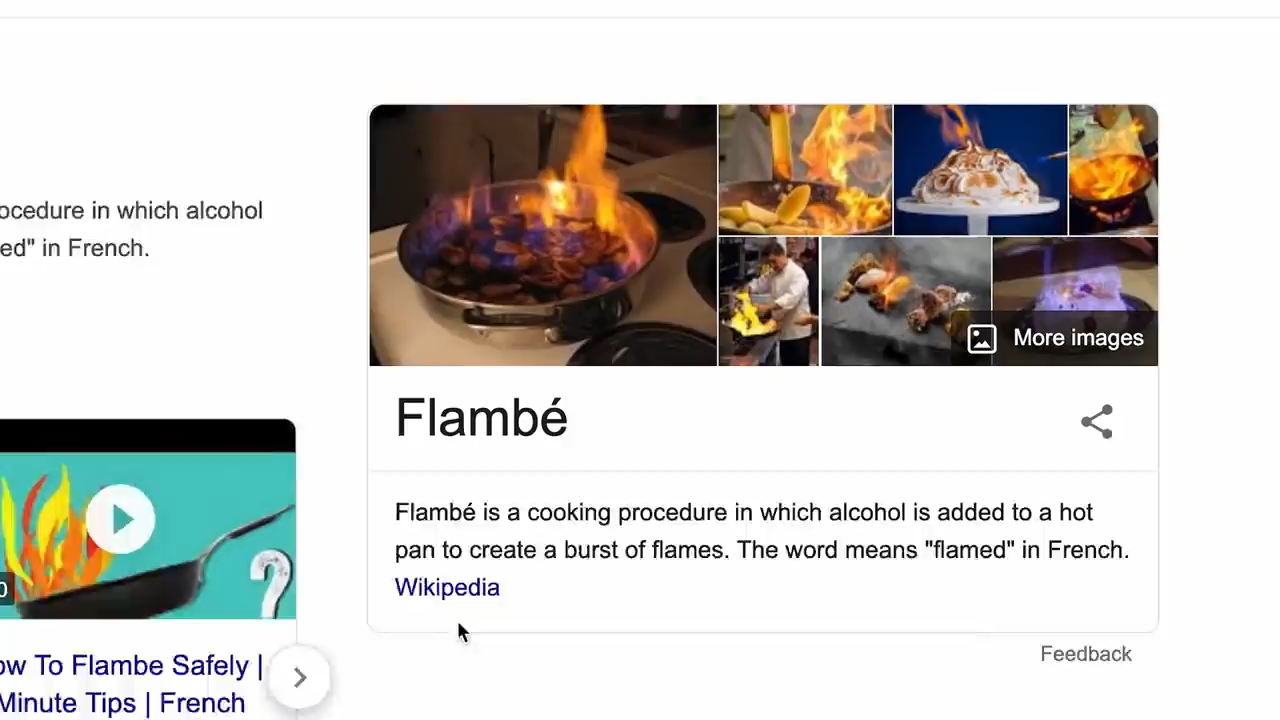 ocedure in which alcohol
ed" in French.
More images
Flambé
Flambé is a cooking procedure in which alcohol is added to a hot
pan to create a burst of flames. The word means "flamed" in French.
Wikipedia
Feedback
0
?
ow To Flambe Safely |
Minute Tips | French